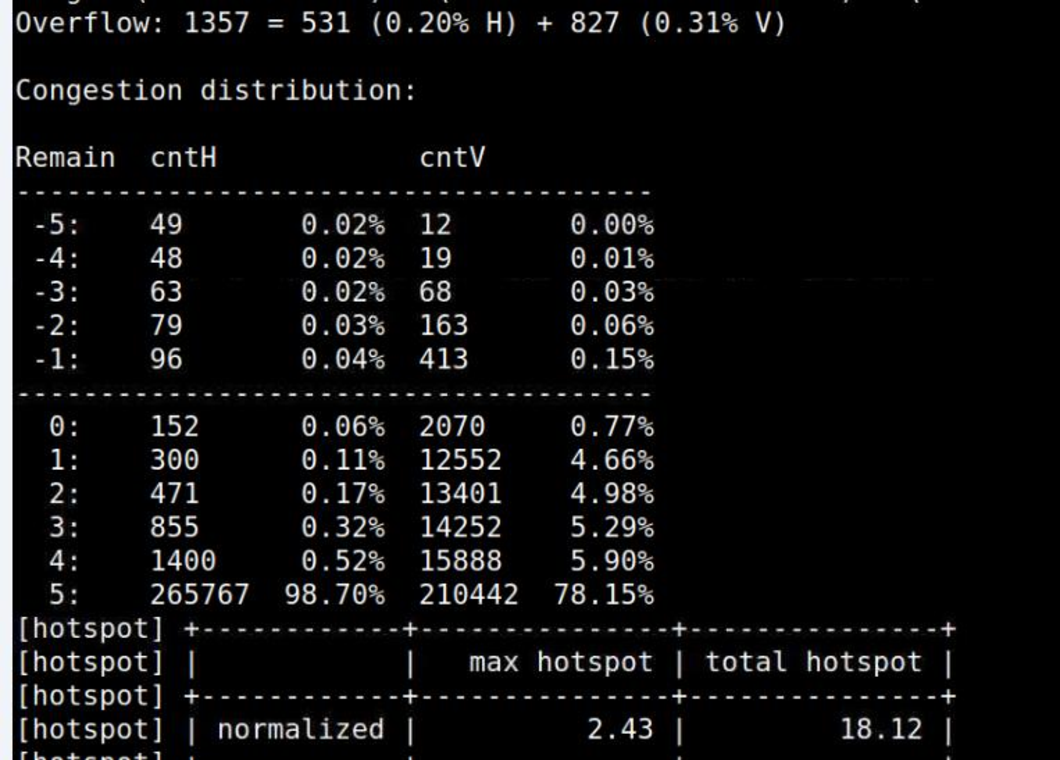 Overflow: 1357 = 531 (0.20% H) + 827 (0.31% V)
Congestion distribution:
Remain  cntH            cntV
--------------------------------------
 -5:    49       0.02%  12       0.00%
 -4:    48       0.02%  19       0.01%
 -3:    63       0.02%  68       0.03%
 -2:    79       0.03%  163      0.06%
 -1:    96       0.04%  413      0.15%
--------------------------------------
  0:    152      0.06%  2070     0.77%
  1:    300      0.11%  12552    4.66%
  2:    471      0.17%  13401    4.98%
  3:    855      0.32%  14252    5.29%
  4:    1400     0.52%  15888    5.90%
  5:    265767  98.70%  210442  78.15%
[hotspot] +------------+---------------+---------------+
[hotspot] |            |   max hotspot | total hotspot |
[hotspot] +------------+---------------+---------------+
[hotspot] | normalized |          2.43 |         18.12 |